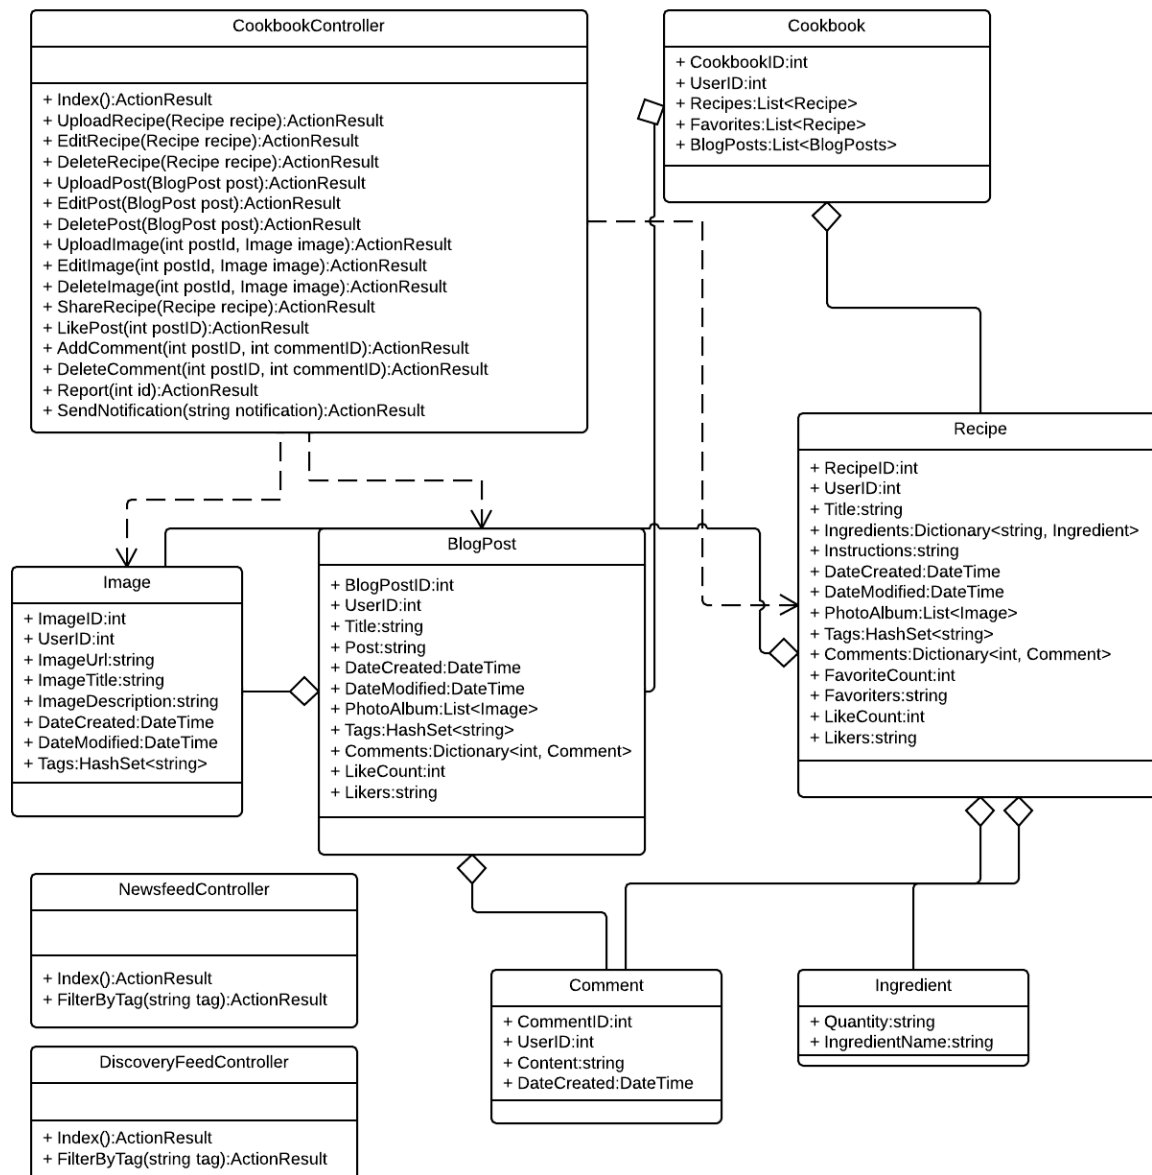 CookbookController
+ Index():ActionResult
+ UploadRecipe(Recipe recipe):ActionResult
+ EditRecipe(Recipe recipe):ActionResult
+ DeleteRecipe(Recipe recipe):ActionResult
+ UploadPost(BlogPost post):ActionResult
+ EditPost(BlogPost post):ActionResult
+ DeletePost(BlogPost post):ActionResult
+ UploadImage(int postId, Image image):ActionResult
+ EditImage(int postId, Image image):ActionResult
+ DeleteImage(int postId, Image image):ActionResult
+ ShareRecipe(Recipe recipe):ActionResult
+ LikePost(int postID):ActionResult
+ AddComment(int postID, int commentID):ActionResult
+ DeleteComment(int postID, int commentID):ActionResult
+ Report(int id):ActionResult
+ SendNotification(string notification):ActionResult
Cookbook
+ CookbookID:int
+ UserID:int
+ Recipes:List<Recipe>
+ Favorites:List<Recipe>
+ BlogPosts:List<BlogPosts>
Recipe
+ RecipeID:int
+ UserID:int
+ Title:string
+ Ingredients:Dictionary<string, Ingredient>
+ Instructions:string
+ DateCreated:DateTime
+ DateModified:DateTime
+ PhotoAlbum:List<Image>
+ Tags:HashSet<string>
+ Comments:Dictionary<int, Comment>
+ FavoriteCount:int
+ Favoriters:string
+ LikeCount:int
+ Likers:string
Image
+ ImageID:int
+ UserID:int
+ ImageUrl:string
+ ImageTitle:string
+ ImageDescription:string
+ DateCreated:DateTime
+ DateModified:DateTime
+ Tags:HashSet<string>
BlogPost
+ BlogPostID:int
+ UserID:int
+ Title:string
+ Post:string
+ DateCreated:DateTime
+ DateModified:DateTime
+ PhotoAlbum:List<Image>
+ Tags:HashSet<string>
+ Comments:Dictionary<int, Comment>
+ LikeCount:int
+ Likers:string
NewsfeedController
+ Index():ActionResult
+ FilterByTag(string tag):ActionResult
Comment
+ CommentID:int
+ UserID:int
+ Content:string
+ DateCreated:DateTime
Ingredient
+ Quantity:string
+ IngredientName:string
DiscoveryFeedController
+ Index():ActionResult
+ FilterByTag(string tag):ActionResult